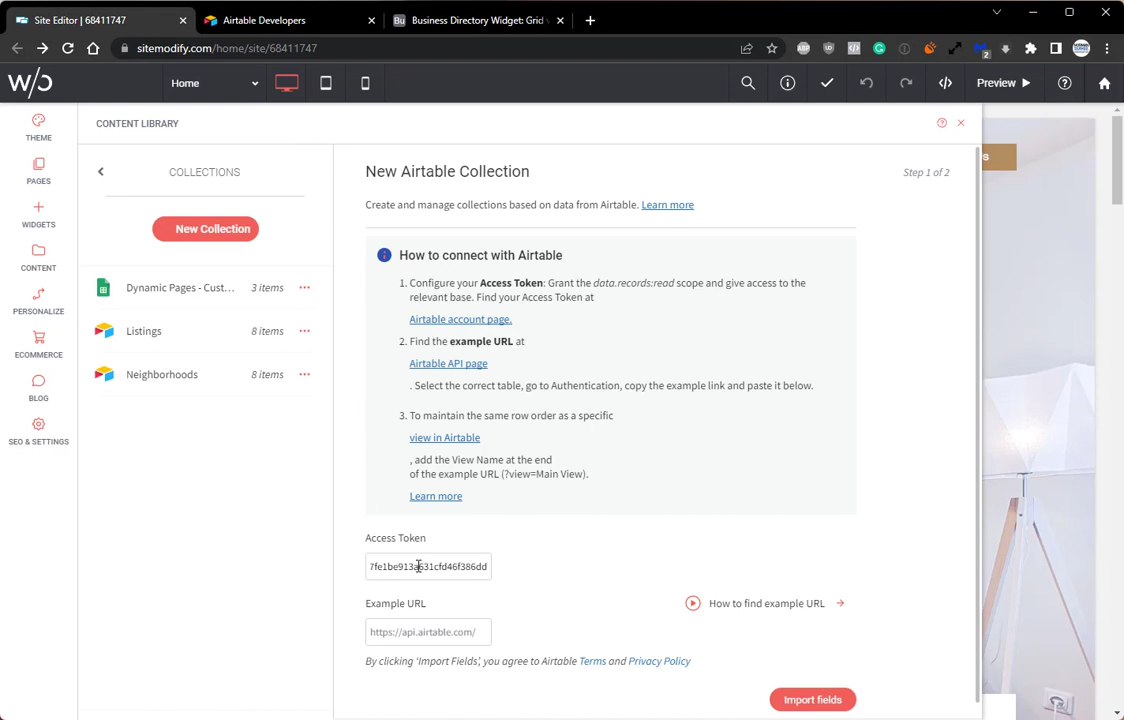 Site Editor | 68411747
Airtable Developers
Bu
Business Directory Widget: Grid v
sitemodify.com/home/site/68411747
ABP
2
Home
Preview
THEME
PAGES
WIDGETS
CONTENT
PERSONALIZE
ECOMMERCE
BLOG
SEO & SETTINGS
CONTENT LIBRARY
COLLECTIONS
New Collection
Dynamic Pages - Cust... 3 items
Listings 8 items
Neighborhoods 8 items
New Airtable Collection
Step 1 of 2
Create and manage collections based on data from Airtable. Learn more
How to connect with Airtable
1. Configure your Access Token: Grant the data.records:read scope and give access to the
relevant base. Find your Access Token at
Airtable account page.
2. Find the example URL at
Airtable API page
. Select the correct table, go to Authentication, copy the example link and paste it below.
3. To maintain the same row order as a specific
view in Airtable
, add the View Name at the end
of the example URL (?view=Main View).
Learn more
Access Token
7fe1be913a631cfd46f386dd
Example URL
How to find example URL
https://api.airtable.com/
By clicking 'Import Fields', you agree to Airtable Terms and Privacy Policy
Import fields
s